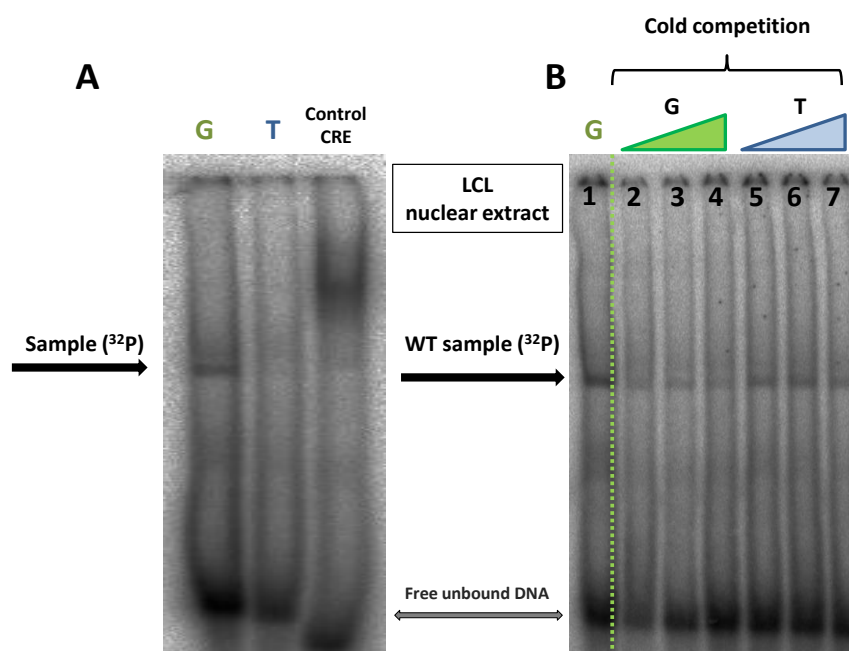 Cold competition
A
B
G
T
Control
CRE
G
G
T
LCL
nuclear extract
1 2 3 4 5 6 7
Sample (³²P)
WT sample (³²P)
Free unbound DNA